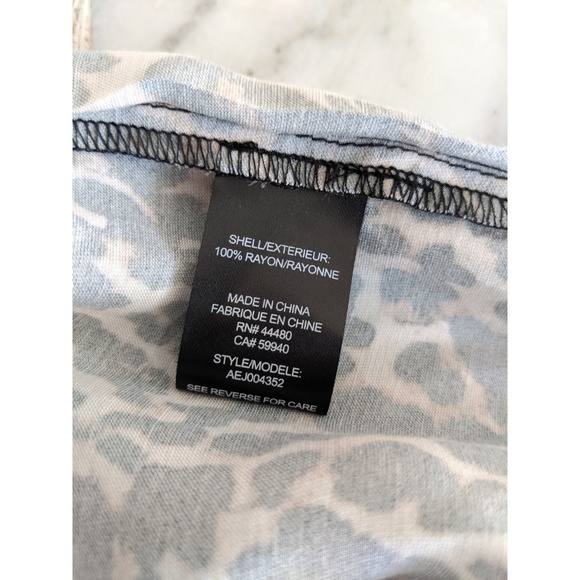 SHELL/EXTERIEUR:
100% RAYON/RAYONNE
MADE IN CHINA
FABRIQUE EN CHINE
RN# 44480
CA# 59940
STYLE/MODELE:
AEJ004352
SEE REVERSE FOR CARE